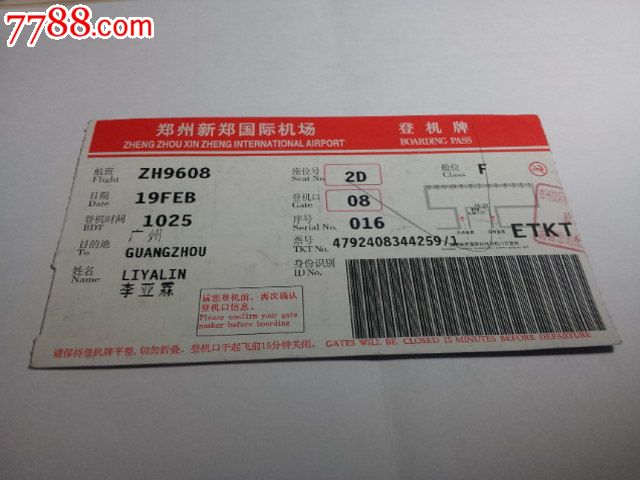 7788.com
郑州新郑国际机场 登机牌
ZHENG ZHOU XIN ZHENG INTERNATIONAL AIRPORT BOARDING PASS
航班 ZH9608 座位号 2D 舱位 F
Flight Seat No. Class
日期 19FEB 登机口 08
Date Gate
登机时间 1025 序号 016
BDT Serial No.
广州
目的地 GUANGZHOU 票号 4792408344259/1 ETKT
To TKT No.
姓名 LIYALIN 身份识别
Name 李亚霖 ID No.
请您登机前，再次确认
登机口信息。
Please confirm your gate
number before boarding
请保持登机牌平整,切勿折叠。登机口于起飞前15分钟关闭。 GATES WILL BE CLOSED 15 MINUTES BEFORE DEPARTURE